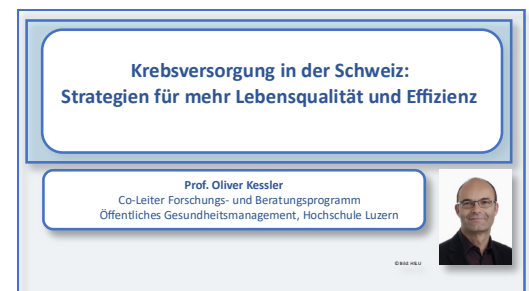 Krebsversorgung in der Schweiz:
Strategien für mehr Lebensqualität und Effizienz
Prof. Oliver Kessler
Co-Leiter Forschungs- und Beratungsprogramm
Öffentliches Gesundheitsmanagement, Hochschule Luzern